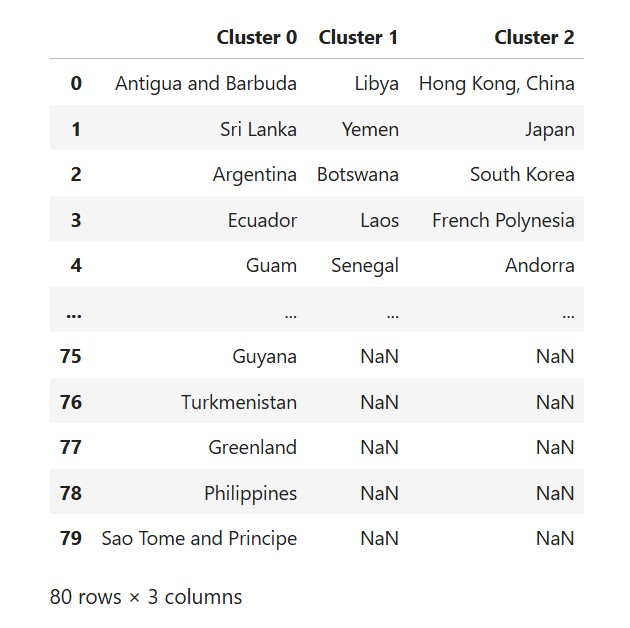 Cluster 0 Cluster 1 Cluster 2
0 Antigua and Barbuda Libya Hong Kong, China
1 Sri Lanka Yemen Japan
2 Argentina Botswana South Korea
3 Ecuador Laos French Polynesia
4 Guam Senegal Andorra
... ... ... ...
75 Guyana NaN NaN
76 Turkmenistan NaN NaN
77 Greenland NaN NaN
78 Philippines NaN NaN
79 Sao Tome and Principe NaN NaN
80 rows × 3 columns